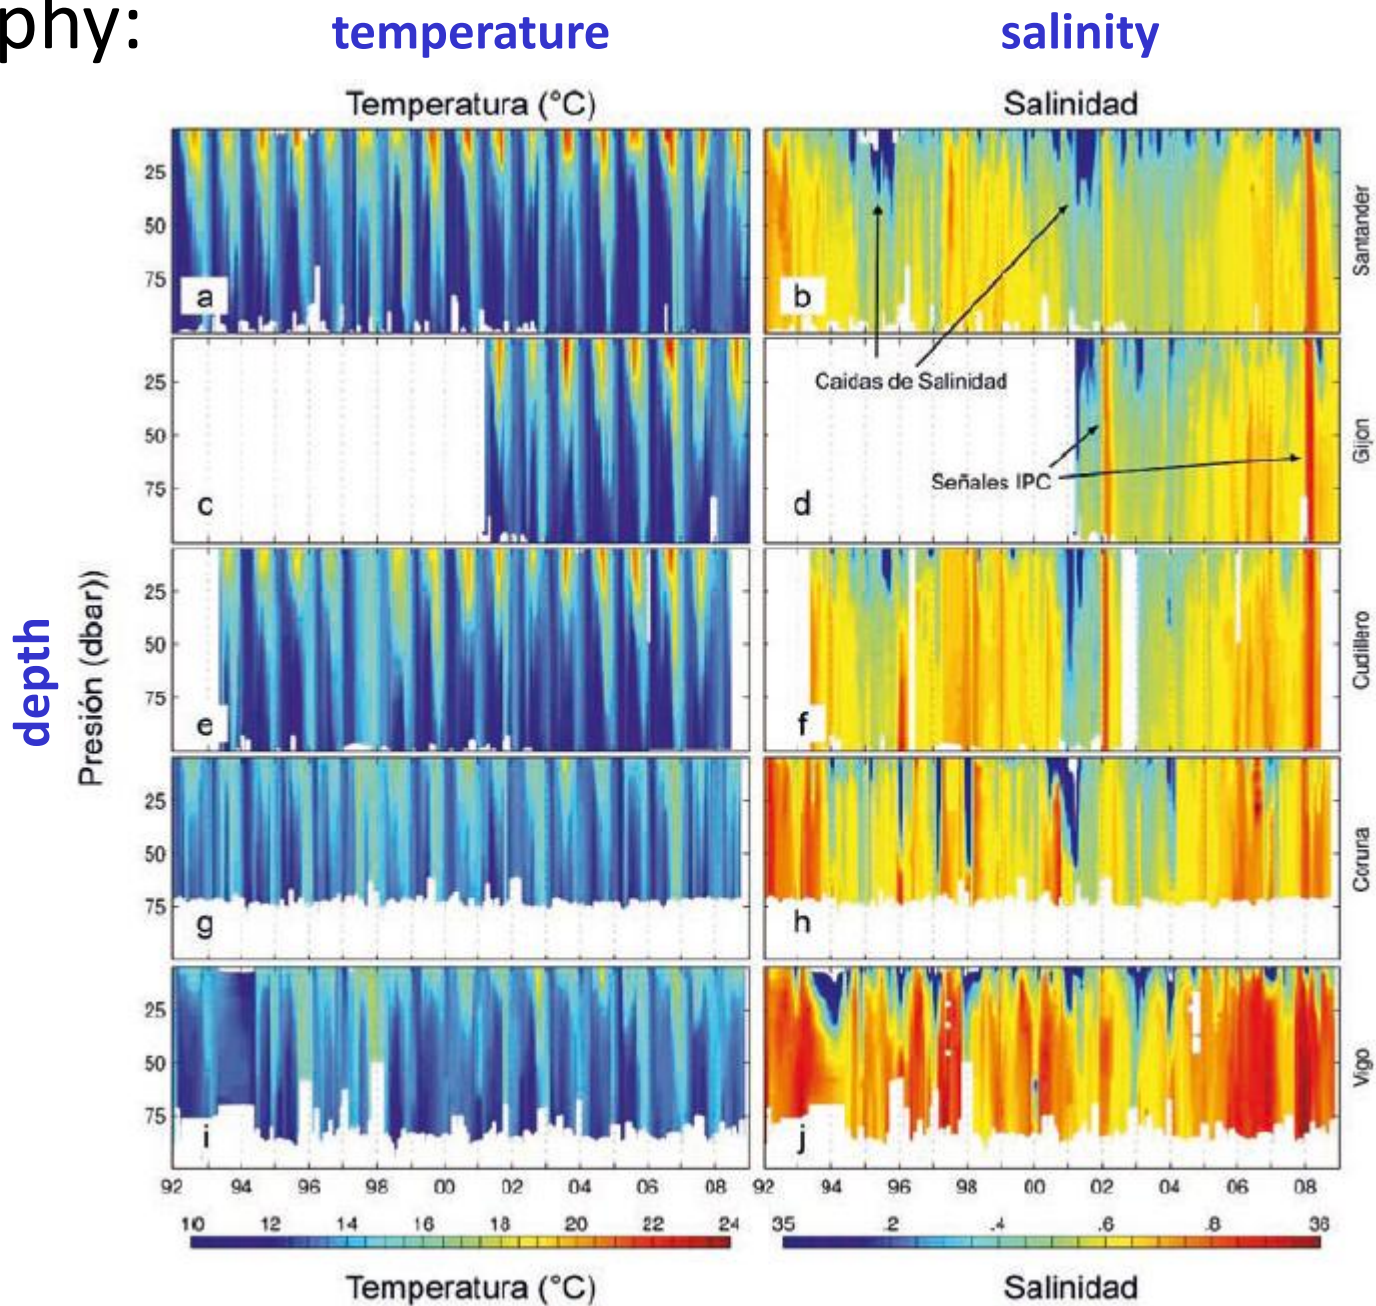 phy:
temperature salinity
Temperatura (°C) Salinidad
25
50
75
a
b
Santander
25
50
75
c
Caidas de Salinidad
Señales IPC
d
Gijon
depth
Presión (dbar))
25
50
75
e
f
Cudillero
25
50
75
g
h
Coruna
25
50
75
i
j
Vigo
92 94 96 98 00 02 04 06 08 92 94 96 98 00 02 04 06 08
10 12 14 16 18 20 22 24 35 .2 .4 .6 .8 36
Temperatura (°C) Salinidad